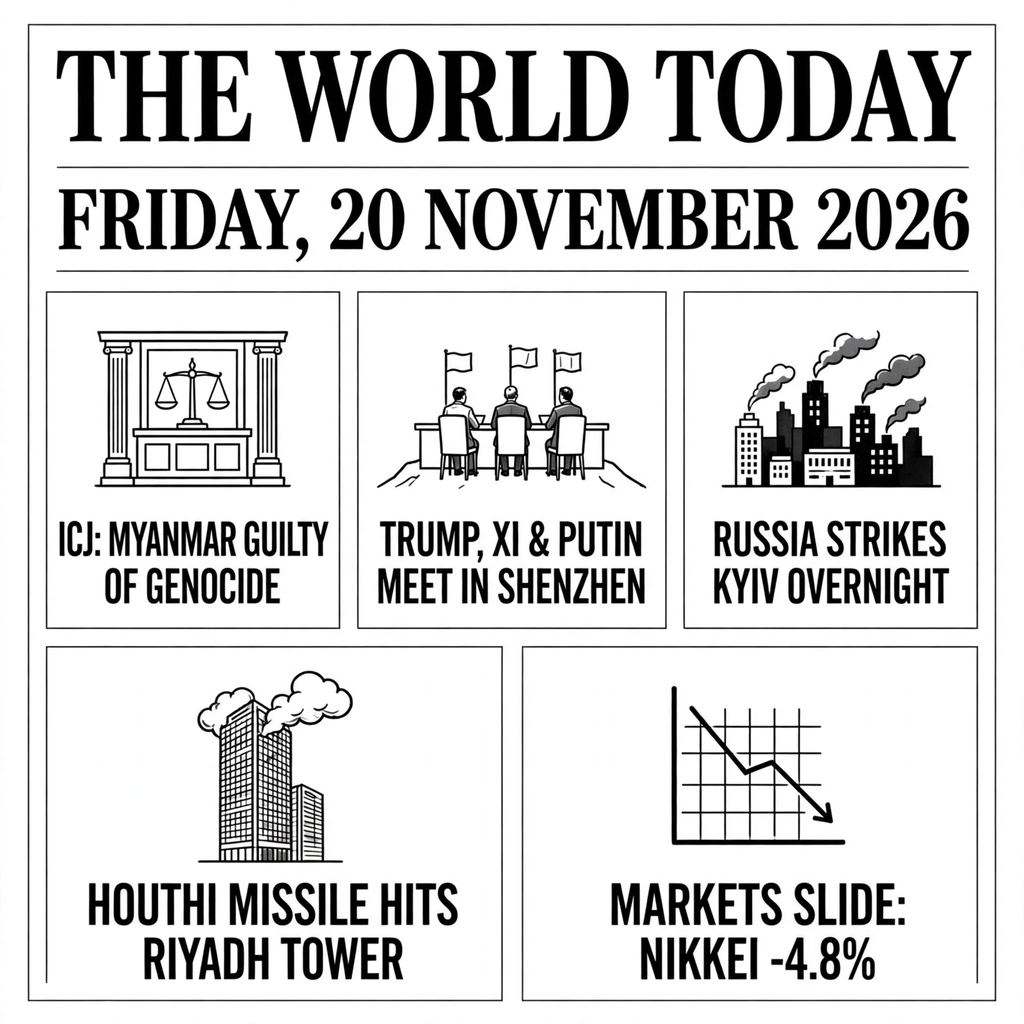 THE WORLD TODAY
FRIDAY, 20 NOVEMBER 2026
ICJ: MYANMAR GUILTY
OF GENOCIDE
TRUMP, XI & PUTIN
MEET IN SHENZHEN
RUSSIA STRIKES
KYIV OVERNIGHT
HOUTHI MISSILE HITS
RIYADH TOWER
MARKETS SLIDE:
NIKKEI -4.8%